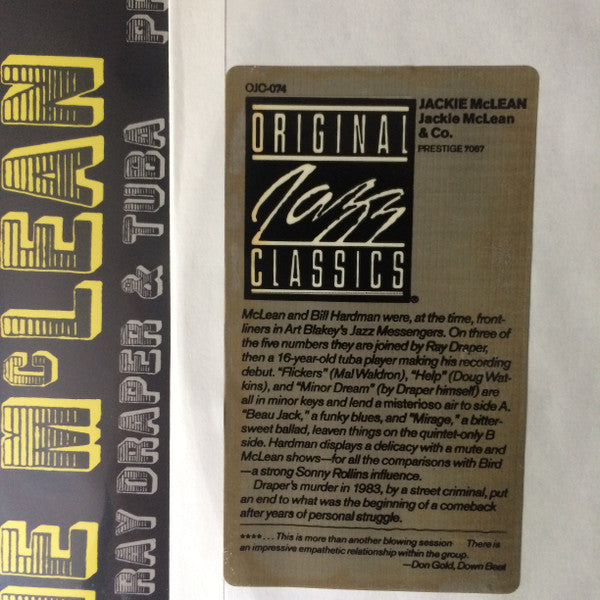 McLEAN
RAY DRAPER & TUBA
OJC-074
ORIGINAL
Jazz
CLASSICS
®
JACKIE McLEAN
Jackie McLean
& Co.
PRESTIGE 7087
McLean and Bill Hardman were, at the time, front-
liners in Art Blakey's Jazz Messengers. On three of
the five numbers they are joined by Ray Draper,
then a 16-year-old tuba player making his recording
debut. "Flickers" (Mal Waldron), "Help" (Doug Wat-
kins), and "Minor Dream" (by Draper himself) are
all in minor keys and lend a misterioso air to side A.
"Beau Jack," a funky blues, and "Mirage," a bitter-
sweet ballad, leaven things on the quintet-only B
side. Hardman displays a delicacy with a mute and
McLean shows—for all the comparisons with Bird
—a strong Sonny Rollins influence.
Draper's murder in 1983, by a street criminal, put
an end to what was the beginning of a comeback
after years of personal struggle.
**** . . . This is more than another blowing session There is
an impressive empathetic relationship within the group.
—Don Gold, Down Beat